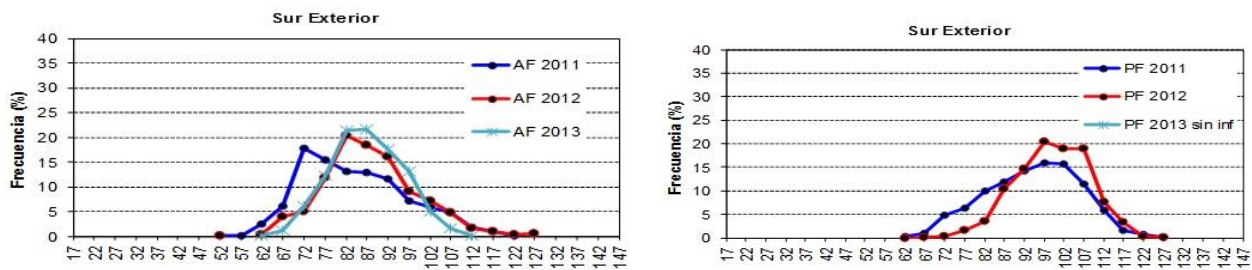 Sur Exterior
Frecuencia (%)
40
35
30
25
20
15
10
5
0
AF 2011
AF 2012
AF 2013
17 22 27 32 37 42 47 52 57 62 67 72 77 82 87 92 97 102 107 112 117 122 127 132 137 142 147
Sur Exterior
Frecuencia (%)
40
35
30
25
20
15
10
5
0
PF 2011
PF 2012
PF 2013 sin inf
17 22 27 32 37 42 47 52 57 62 67 72 77 82 87 92 97 102 107 112 117 122 127 132 137 142 147